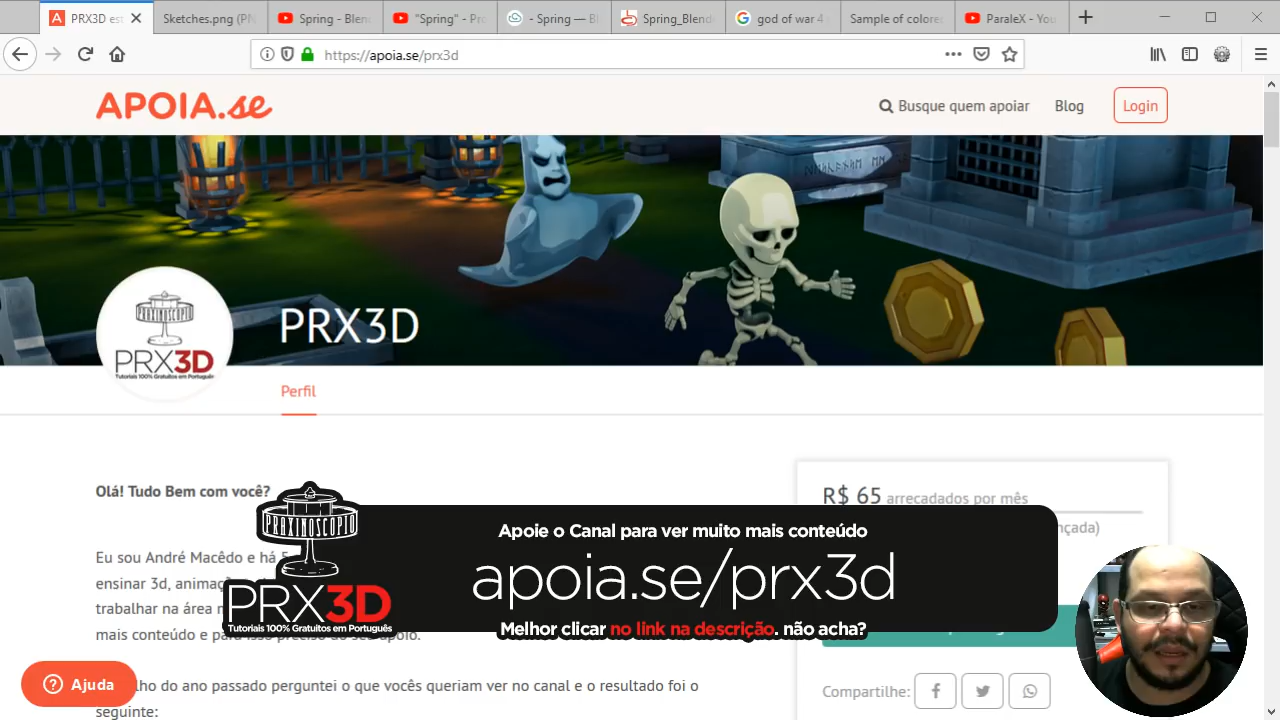 PRX3D est
Sketches.png (PN
Spring - Blen
"Spring" - Pro
- Spring — Bl
Spring_Blend
god of war 4
Sample of colored
ParaleX - You
https://apoia.se/prx3d
APOIA.se
Busque quem apoiar
Blog
Login
PRAXINOSCOPIO
PRX3D
Tutoriais 100% Gratuitos em Português
PRX3D
Perfil
Olá! Tudo Bem com você?
R$ 65 arrecadados por mês
nçada)
Eu sou André Macêdo e há 5
ensinar 3d, animaç
trabalhar na área
mais conteúdo e para isso preciso do seu apoio.
PRAXINOSCOPIO
PRX3D
Tutoriais 100% Gratuitos em Português
Apoie o Canal para ver muito mais conteúdo
apoia.se/prx3d
Melhor clicar no link na descrição. não acha?
Ajuda
lho do ano passado perguntei o que vocês queriam ver no canal e o resultado foi o
seguinte:
Compartilhe: